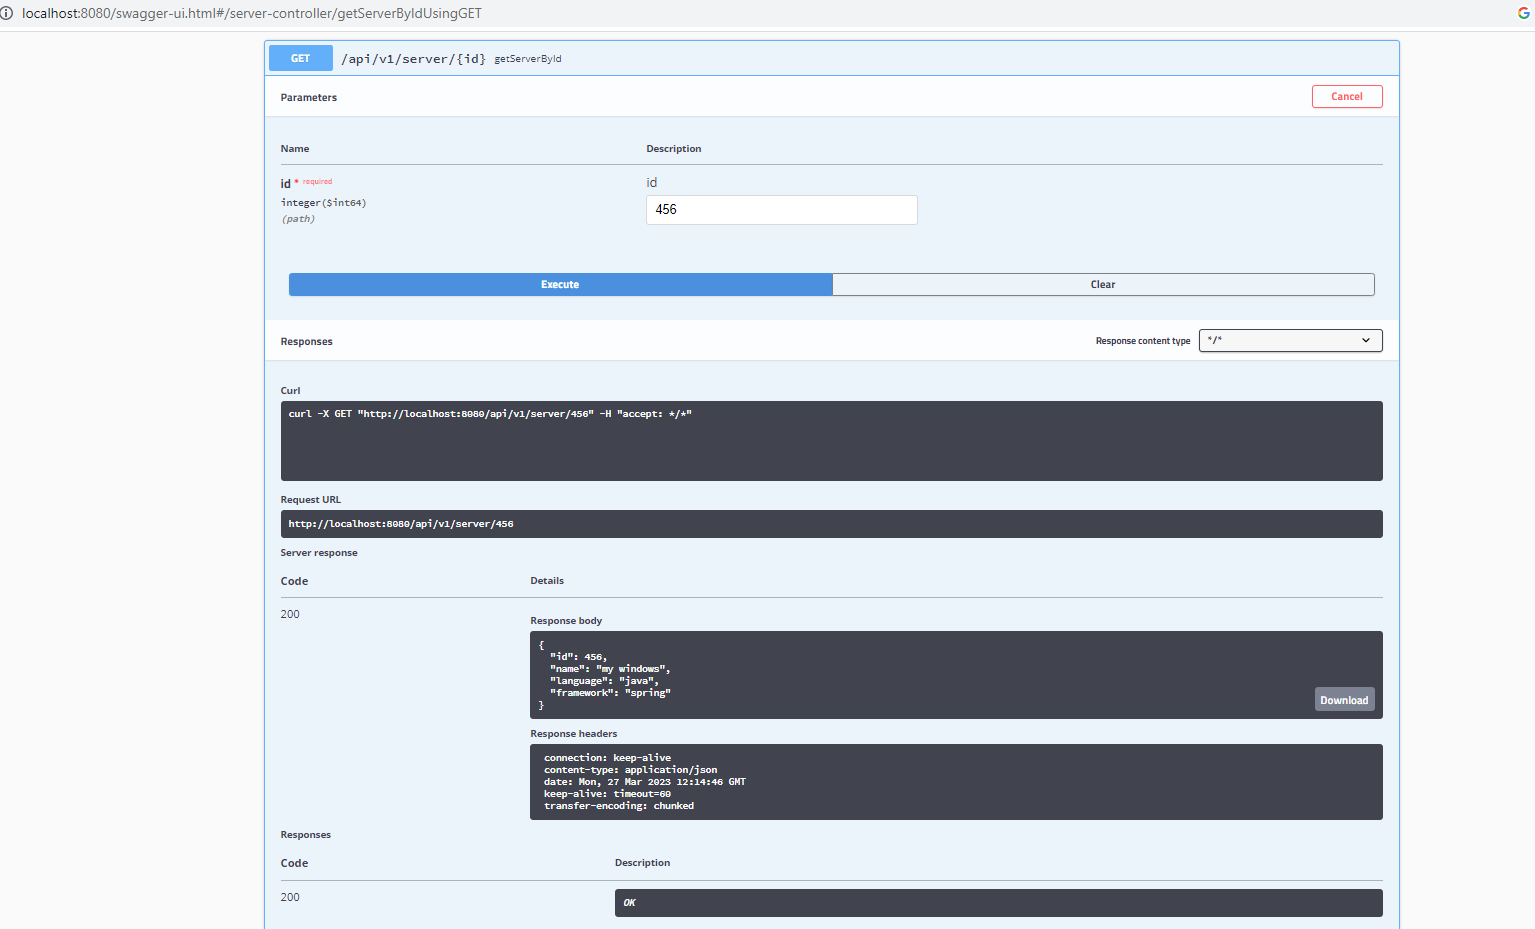 localhost:8080/swagger-ui.html#/server-controller/getServerByIdUsingGET
GET /api/v1/server/{id} getServerById
Parameters
Cancel
Name Description
id * required
integer($int64)
(path)
id
456
Execute Clear
Responses
Response content type */*
Curl
curl -X GET "http://localhost:8080/api/v1/server/456" -H "accept: */*"
Request URL
http://localhost:8080/api/v1/server/456
Server response
Code Details
200
Response body
{
  "id": 456,
  "name": "my windows",
  "language": "java",
  "framework": "spring"
}
Download
Response headers
connection: keep-alive
content-type: application/json
date: Mon, 27 Mar 2023 12:14:46 GMT
keep-alive: timeout=60
transfer-encoding: chunked
Responses
Code Description
200
OK